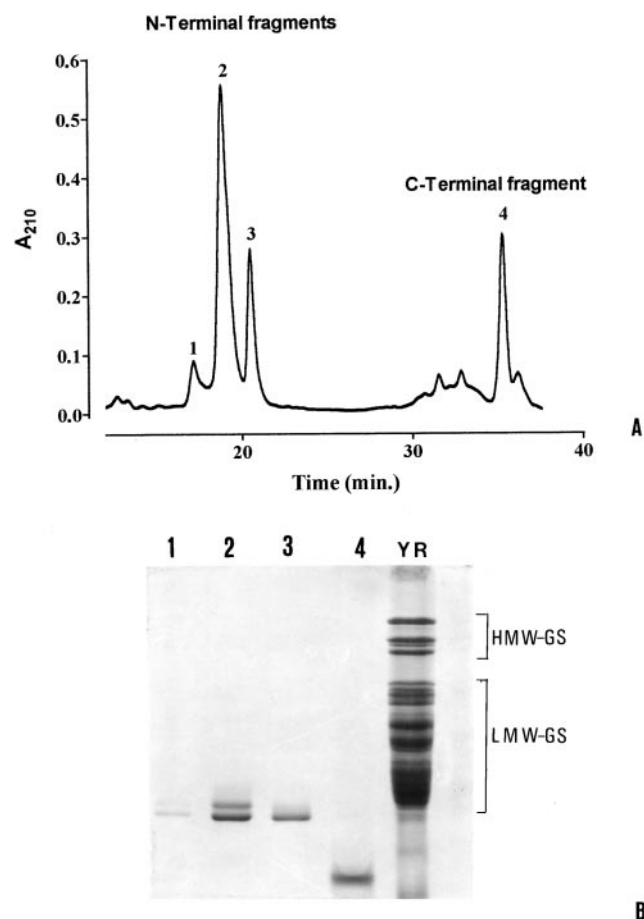 N-Terminal fragments
0.6
0.5
0.4
0.3
0.2
0.1
0.0
A210
2
3
1
C-Terminal fragment
4
20
30
40
Time (min.)
A
1 2 3 4 YR
HMW-GS
LMW-GS
B